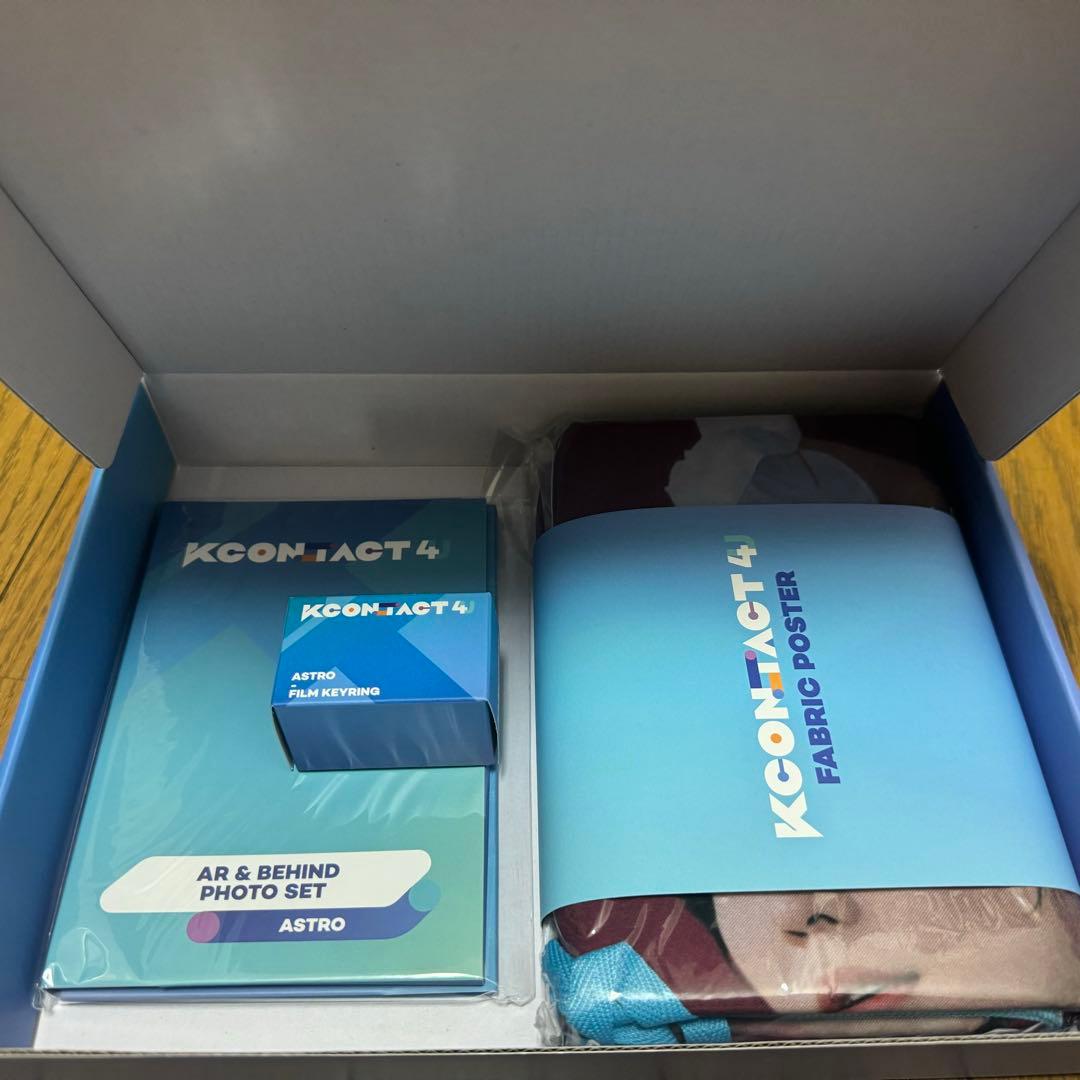 KCONTACT 4U
KCONTACT 4U
ASTRO
-
FILM KEYRING
AR & BEHIND
PHOTO SET
ASTRO
KCONTACT 4U
FABRIC POSTER